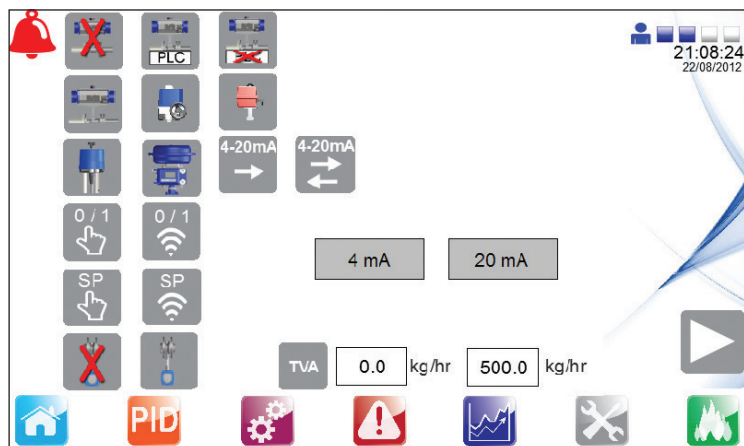 PLC
21:08:24
22/08/2012
4-20mA
4-20mA
0 / 1
0 / 1
4 mA
20 mA
SP
SP
TVA
0.0
kg/hr
500.0
kg/hr
PID